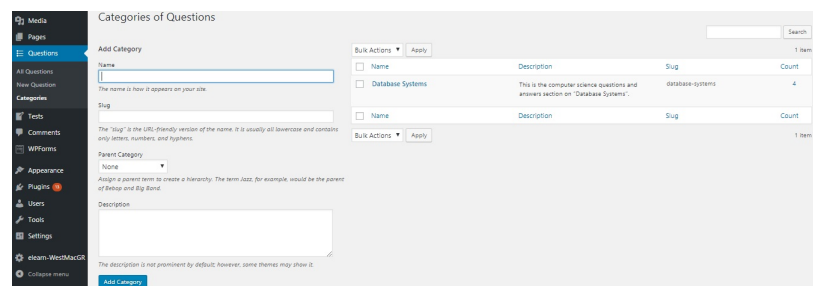 Media
Pages
Questions
All Questions
New Question
Categories
Tests
Comments
WPForms
Appearance
Plugins
Users
Tools
Settings
elearn-WestMacGR
Collapse menu
Categories of Questions
Search
Add Category
Name
The name is how it appears on your site.
Slug
The "slug" is the URL-friendly version of the name. It is usually all lowercase and contains
only letters, numbers, and hyphens.
Parent Category
None
Assign a parent term to create a hierarchy. The term Jazz, for example, would be the parent
of Bebop and Big Band.
Description
The description is not prominent by default; however, some themes may show it.
Add Category
Bulk Actions Apply 1 item
Name Description Slug Count
Database Systems This is the computer science questions and database-systems 4
answers section on "Database Systems".
Name Description Slug Count
Bulk Actions Apply 1 item